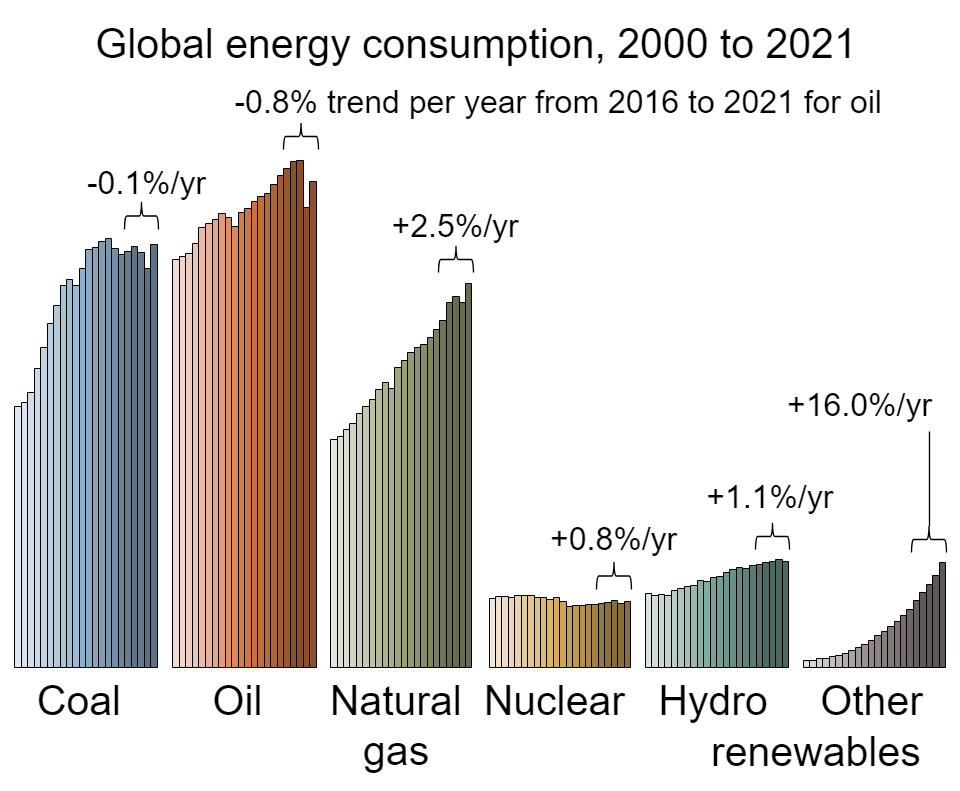 Global energy consumption, 2000 to 2021
-0.8% trend per year from 2016 to 2021 for oil
-0.1%/yr
+2.5%/yr
+16.0%/yr
+1.1%/yr
+0.8%/yr
Coal
Oil
Natural
gas
Nuclear
Hydro
Other
renewables